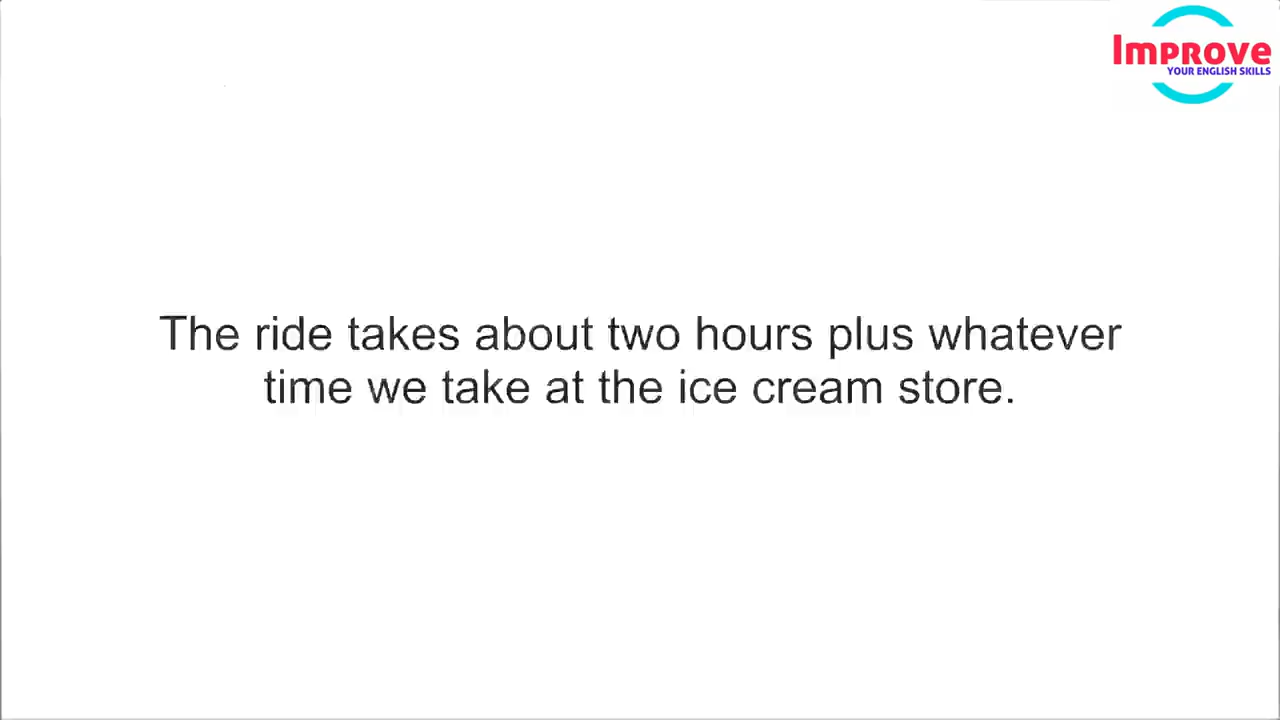 Improve
YOUR ENGLISH SKILLS
The ride takes about two hours plus whatever
time we take at the ice cream store.